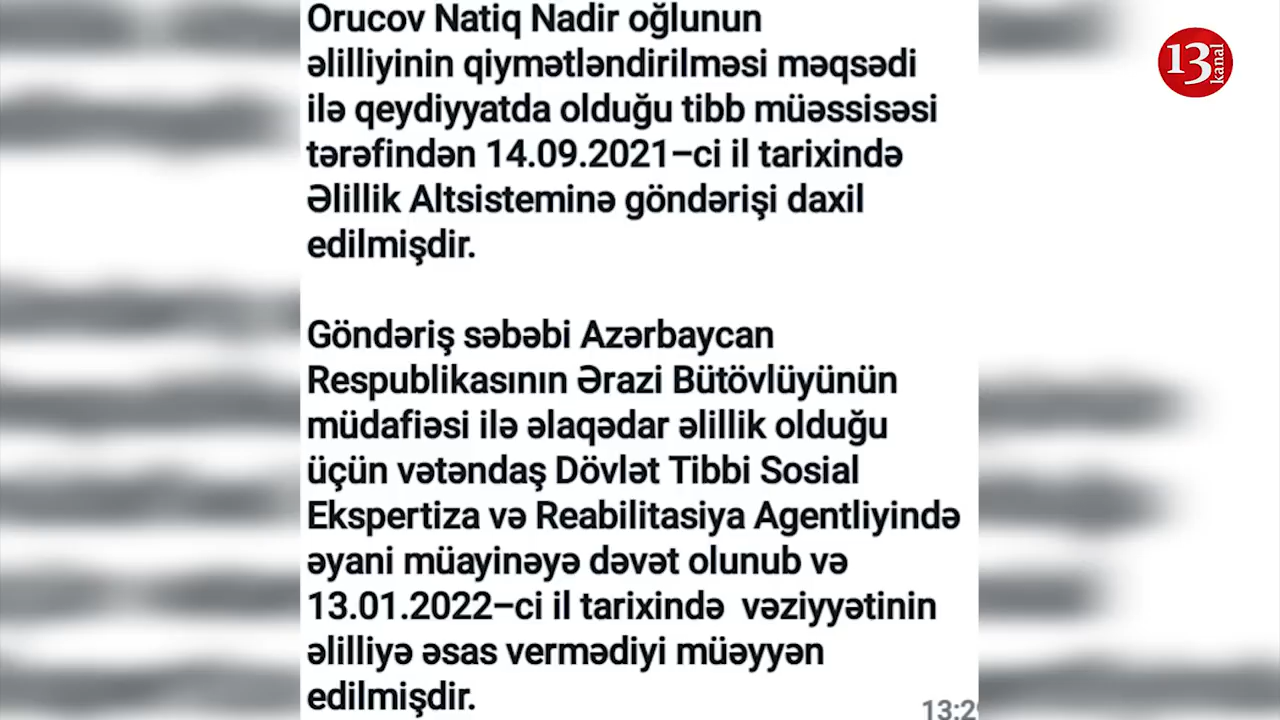 Orucov Natiq Nadir oğlunun
əlilliyinin qiymətləndirilməsi məqsədi
ilə qeydiyyatda olduğu tibb müəssisəsi
tərəfindən 14.09.2021–ci il tarixində
Əlillik Altsisteminə göndərişi daxil
edilmişdir.
Göndəriş səbəbi Azərbaycan
Respublikasının Ərazi Bütövlüyünün
müdafiəsi ilə əlaqədar əlillik olduğu
üçün vətəndaş Dövlət Tibbi Sosial
Ekspertiza və Reabilitasiya Agentliyində
əyani müayinəyə dəvət olunub və
13.01.2022–ci il tarixində vəziyyətinin
əlilliyə əsas vermədiyi müəyyən
edilmişdir.
13 kanal